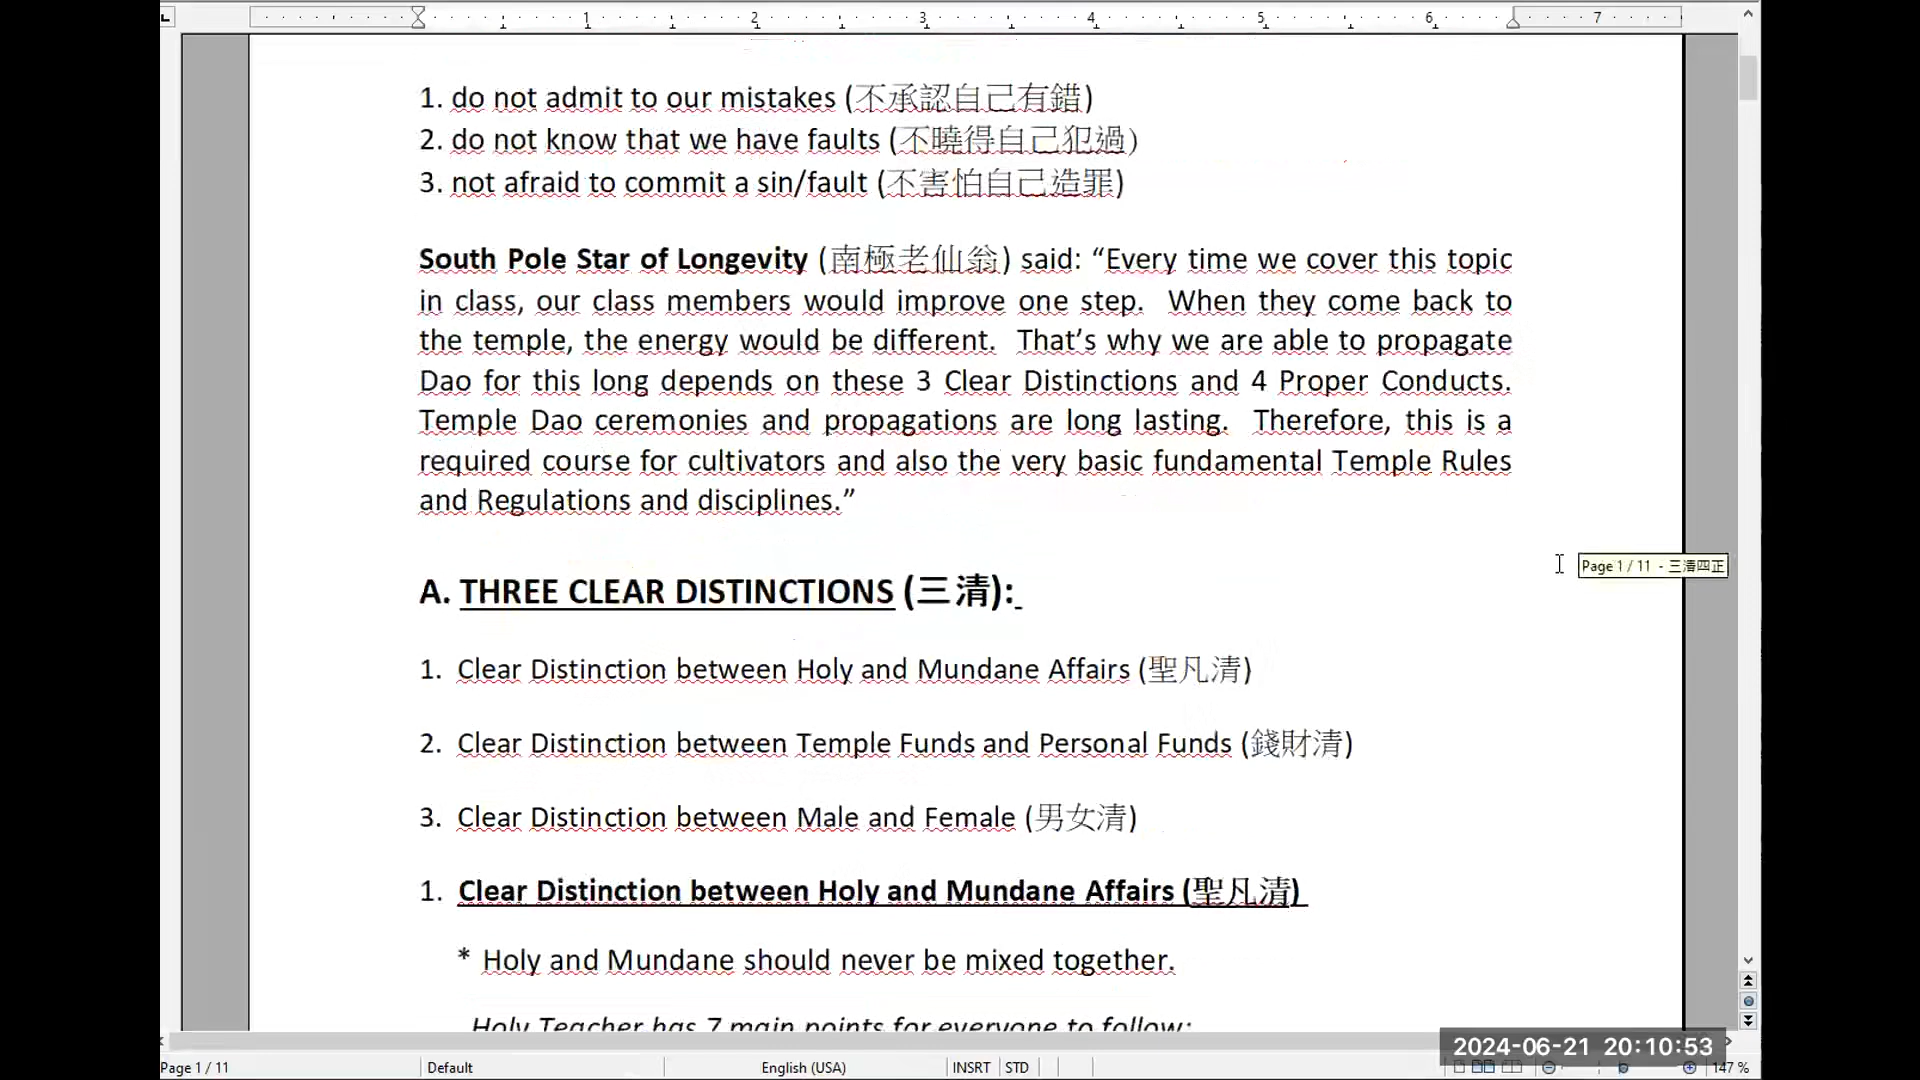 1 2 3 4 5 6 7
1. do not admit to our mistakes (不承認自己有錯)
2. do not know that we have faults (不曉得自己犯過)
3. not afraid to commit a sin/fault (不害怕自己造罪)
South Pole Star of Longevity (南極老仙翁) said: “Every time we cover this topic
in class, our class members would improve one step. When they come back to
the temple, the energy would be different. That’s why we are able to propagate
Dao for this long depends on these 3 Clear Distinctions and 4 Proper Conducts.
Temple Dao ceremonies and propagations are long lasting. Therefore, this is a
required course for cultivators and also the very basic fundamental Temple Rules
and Regulations and disciplines.”
Page 1 / 11 - 三清四正
A. THREE CLEAR DISTINCTIONS (三清):
1. Clear Distinction between Holy and Mundane Affairs (聖凡清)
2. Clear Distinction between Temple Funds and Personal Funds (錢財清)
3. Clear Distinction between Male and Female (男女清)
1. Clear Distinction between Holy and Mundane Affairs (聖凡清)
* Holy and Mundane should never be mixed together.
Holy Teacher has 7 main points for everyone to follow:
2024-06-21 20:10:53
Page 1 / 11 Default English (USA) INSRT STD 147 %